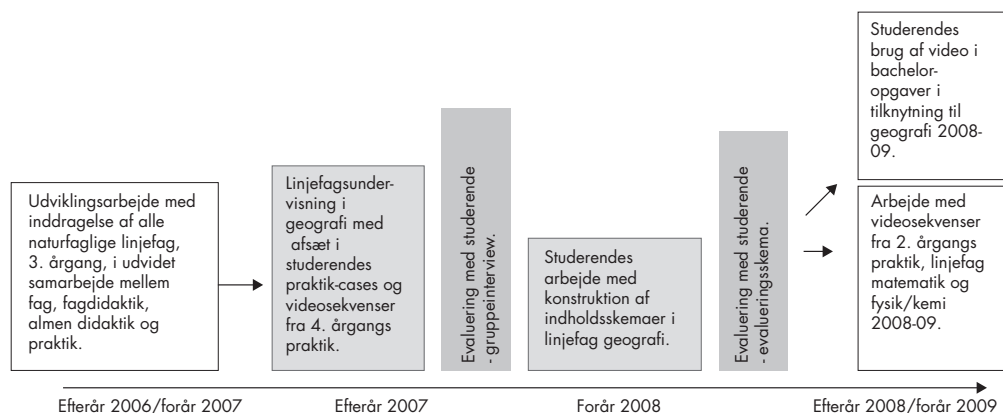 Udviklingsarbejde med
inddragelse af alle
naturfaglige linjefag,
3. årgang, i udvidet
samarbejde mellem
fag, fagdidaktik,
almen didaktik og
praktik.
Linjefagsunder-
visning i
geografi med
afsæt i
studerendes
praktik-cases og
videosekvenser
fra 4. årgangs
praktik.
Evaluering med studerende
- gruppeinterview.
Studerendes
arbejde med
konstruktion af
indholdsskemaer i
linjefag geografi.
Evaluering med studerende
- evalueringsskema.
Studerendes
brug af video i
bachelor-
opgaver i
tilknytning til
geografi 2008-
09.
Arbejde med
videosekvenser
fra 2. årgangs
praktik, linjefag
matematik og
fysik/kemi
2008-09.
Efterår 2006/forår 2007
Efterår 2007
Forår 2008
Efterår 2008/forår 2009